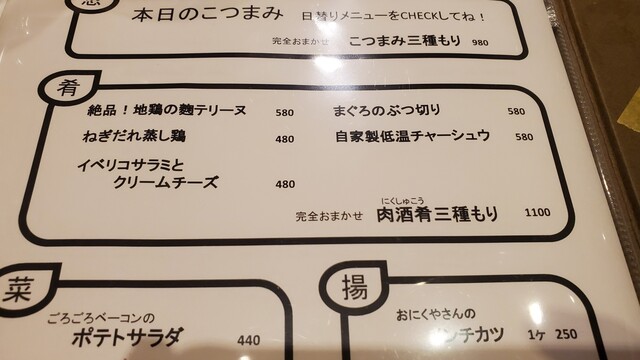 本日のこつまみ 日替りメニューをCHECKしてね！
完全おまかせ こつまみ三種もり 980
肴
絶品！地鶏の麹テリーヌ 580
まぐろのぶつ切り 580
ねぎだれ蒸し鶏 480
自家製低温チャーシュウ 580
イベリコサラミと
クリームチーズ 480
にくしゅこう
完全おまかせ 肉酒肴三種もり 1100
菜
ごろごろベーコンの
ポテトサラダ 440
揚
おにくやさんの
ンチカツ 1ケ 250